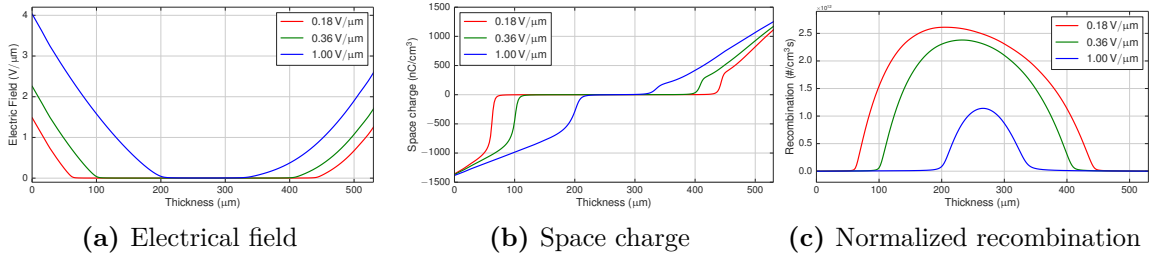 4
3
2
1
0
Electric Field (V/μm)
0.18 V/μm
0.36 V/μm
1.00 V/μm
0 100 200 300 400 500
Thickness (μm)
(a) Electrical field
1500
1000
500
0
−500
−1000
−1500
Space charge (nC/cm³)
0.18 V/μm
0.36 V/μm
1.00 V/μm
0 100 200 300 400 500
Thickness (μm)
(b) Space charge
2.5
2.0
1.5
1.0
0.5
0.0
Recombination (#/cm³s)
0.18 V/μm
0.36 V/μm
1.00 V/μm
0 100 200 300 400 500
Thickness (μm)
(c) Normalized recombination